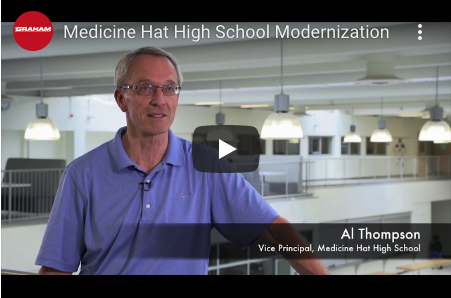 GRAHAM
Medicine Hat High School Modernization
Al Thompson
Vice Principal, Medicine Hat High School